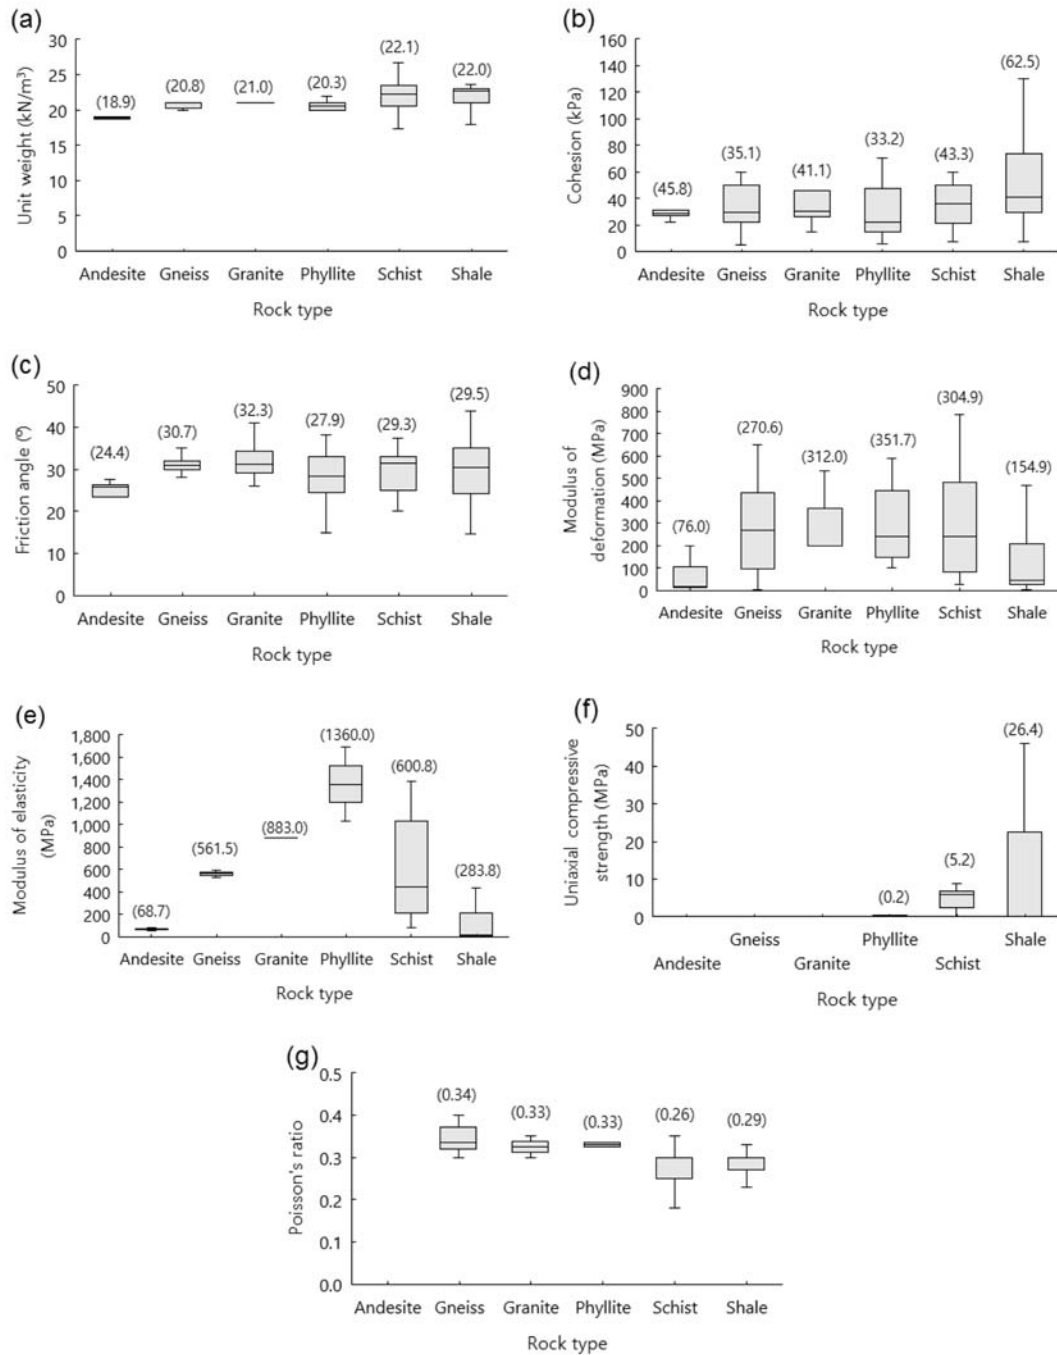 (a)
Unit weight (kN/m³)
30
25
20
15
10
5
0
(18.9)
(20.8)
(21.0)
(20.3)
(22.1)
(22.0)
Andesite Gneiss Granite Phyllite Schist Shale
Rock type
(b)
Cohesion (kPa)
160
140
120
100
80
60
40
20
0
(45.8)
(35.1)
(41.1)
(33.2)
(43.3)
(62.5)
Andesite Gneiss Granite Phyllite Schist Shale
Rock type
(c)
Friction angle (º)
50
40
30
20
10
0
(24.4)
(30.7)
(32.3)
(27.9)
(29.3)
(29.5)
Andesite Gneiss Granite Phyllite Schist Shale
Rock type
(d)
Modulus of
deformation (MPa)
900
800
700
600
500
400
300
200
100
0
(76.0)
(270.6)
(312.0)
(351.7)
(304.9)
(154.9)
Andesite Gneiss Granite Phyllite Schist Shale
Rock type
(e)
Modulus of elasticity
(MPa)
1,800
1,600
1,400
1,200
1,000
800
600
400
200
0
(68.7)
(561.5)
(883.0)
(1360.0)
(600.8)
(283.8)
Andesite Gneiss Granite Phyllite Schist Shale
Rock type
(f)
Uniaxial compressive
strength (MPa)
50
40
30
20
10
0
(0.2)
(5.2)
(26.4)
Gneiss Phyllite Shale
Andesite Granite Schist
Rock type
(g)
Poisson's ratio
0.5
0.4
0.3
0.2
0.1
0.0
(0.34)
(0.33)
(0.33)
(0.26)
(0.29)
Andesite Gneiss Granite Phyllite Schist Shale
Rock type